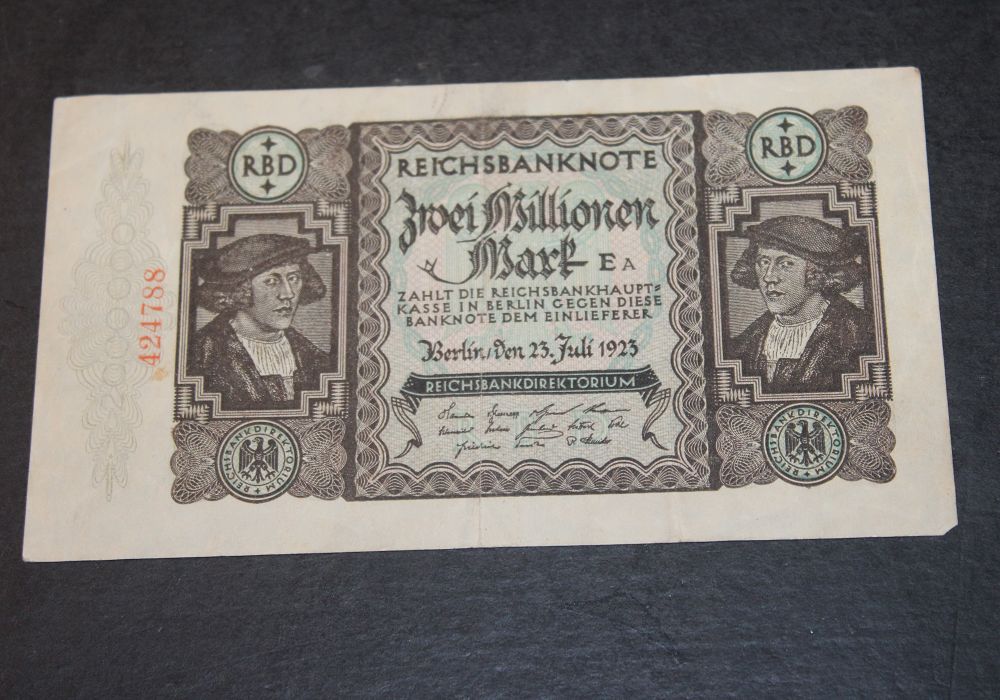 RBD
RBD
REICHSBANKNOTE
Zwei Millionen
Mark E A
ZAHLT DIE REICHSBANKHAUPT=
KASSE IN BERLIN GEGEN DIESE
BANKNOTE DEM EINLIEFERER
Berlin, den 23. Juli 1923
REICHSBANKDIREKTORIUM
424788
REICHSBANKDIREKTORIUM
REICHSBANKDIREKTORIUM